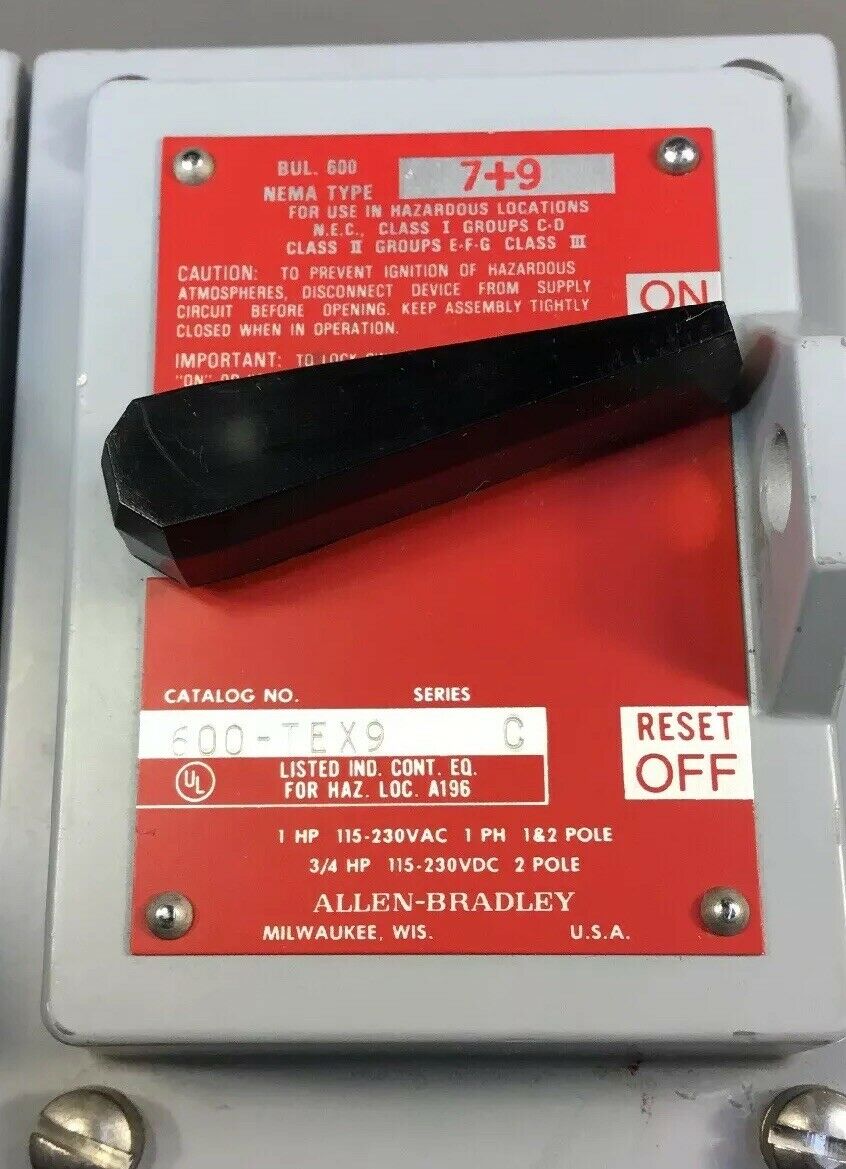 BUL. 600
NEMA TYPE 7+9
FOR USE IN HAZARDOUS LOCATIONS
N.E.C., CLASS I GROUPS C-D
CLASS II GROUPS E-F-G CLASS III
CAUTION: TO PREVENT IGNITION OF HAZARDOUS
ATMOSPHERES, DISCONNECT DEVICE FROM SUPPLY
CIRCUIT BEFORE OPENING. KEEP ASSEMBLY TIGHTLY
CLOSED WHEN IN OPERATION.
ON
IMPORTANT: TO LOCK
"ON"
CATALOG NO. SERIES
600-TEX9 C
RESET
OFF
UL
LISTED IND. CONT. EQ.
FOR HAZ. LOC. A196
1 HP 115-230VAC 1 PH 1&2 POLE
3/4 HP 115-230VDC 2 POLE
ALLEN-BRADLEY
MILWAUKEE, WIS. U.S.A.